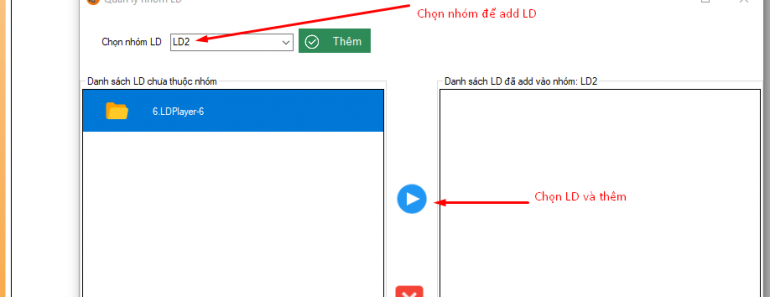 Quản lý nhóm LD
Chọn nhóm để add LD
Chọn nhóm LD
LD2
Thêm
Danh sách LD chưa thuộc nhóm
Danh sách LD đã add vào nhóm: LD2
6.LDPlayer-6
Chọn LD và thêm